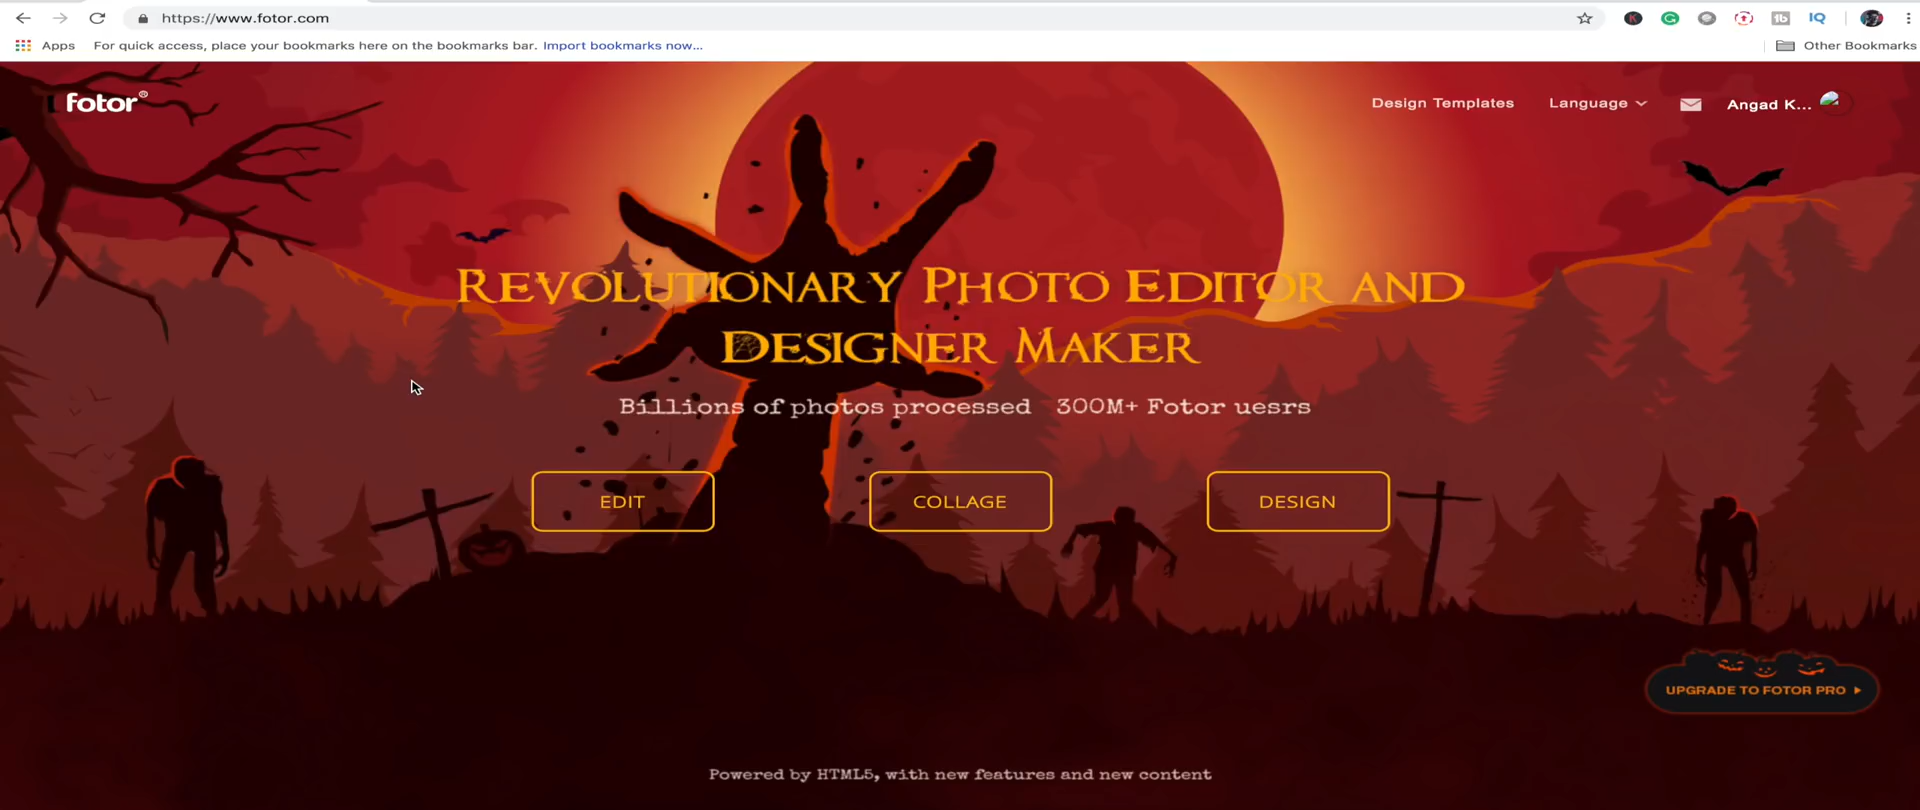 https://www.fotor.com
Apps For quick access, place your bookmarks here on the bookmarks bar. Import bookmarks now... Other Bookmarks
fotor® Design Templates Language Angad K...
Revolutionary Photo Editor and
Designer Maker
Billions of photos processed 300M+ Fotor uesrs
EDIT COLLAGE DESIGN
UPGRADE TO FOTOR PRO
Powered by HTML5, with new features and new content